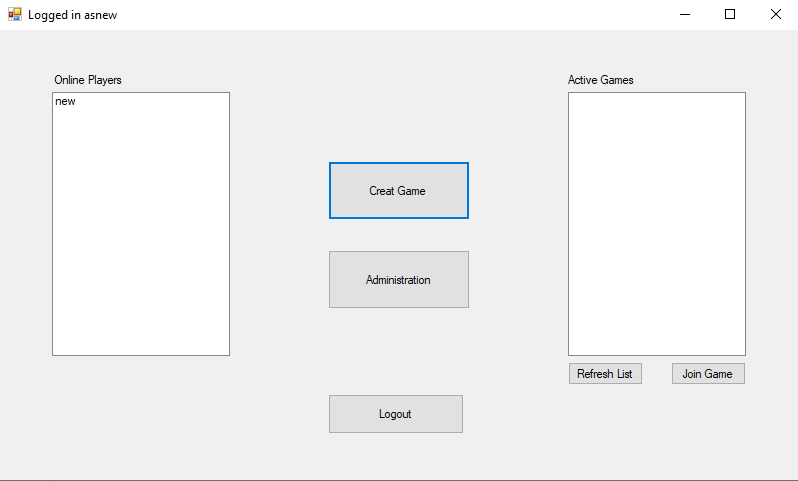 Logged in asnew
Online Players
Active Games
new
Creat Game
Administration
Refresh List
Join Game
Logout